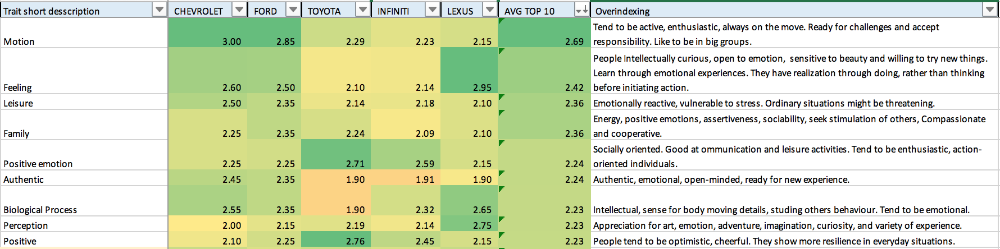 Trait short desscription CHEVROLET FORD TOYOTA INFINITI LEXUS AVG TOP 10 Overindexing
Tend to be active, enthusiastic, always on the move. Ready for challenges and accept
Motion 3.00 2.85 2.29 2.23 2.15 2.69 responsibility. Like to be in big groups.
People Intellectually curious, open to emotion, sensitive to beauty and willing to try new things.
Learn through emotional experiences. They have realization through doing, rather than thinking
Feeling 2.60 2.50 2.10 2.14 2.95 2.42 before initiating action.
Leisure 2.50 2.35 2.14 2.18 2.10 2.36 Emotionally reactive, vulnerable to stress. Ordinary situations might be threatening.
Energy, positive emotions, assertiveness, sociability, seek stimulation of others, Compassionate
Family 2.25 2.35 2.24 2.09 2.10 2.36 and cooperative.
Socially oriented. Good at ommunication and leisure activities. Tend to be enthusiastic, action-
Positive emotion 2.25 2.25 2.71 2.59 2.15 2.24 oriented individuals.
Authentic 2.45 2.35 1.90 1.91 1.90 2.24 Authentic, emotional, open-minded, ready for new experience.
Biological Process 2.55 2.35 1.90 2.32 2.65 2.23 Intellectual, sense for body moving details, studing others behaviour. Tend to be emotional.
Perception 2.00 2.15 2.19 2.14 2.75 2.23 Appreciation for art, emotion, adventure, imagination, curiosity, and variety of experience.
Positive 2.10 2.25 2.76 2.45 2.15 2.23 People tend to be optimistic, cheerful. They show more resilience in everyday situations.